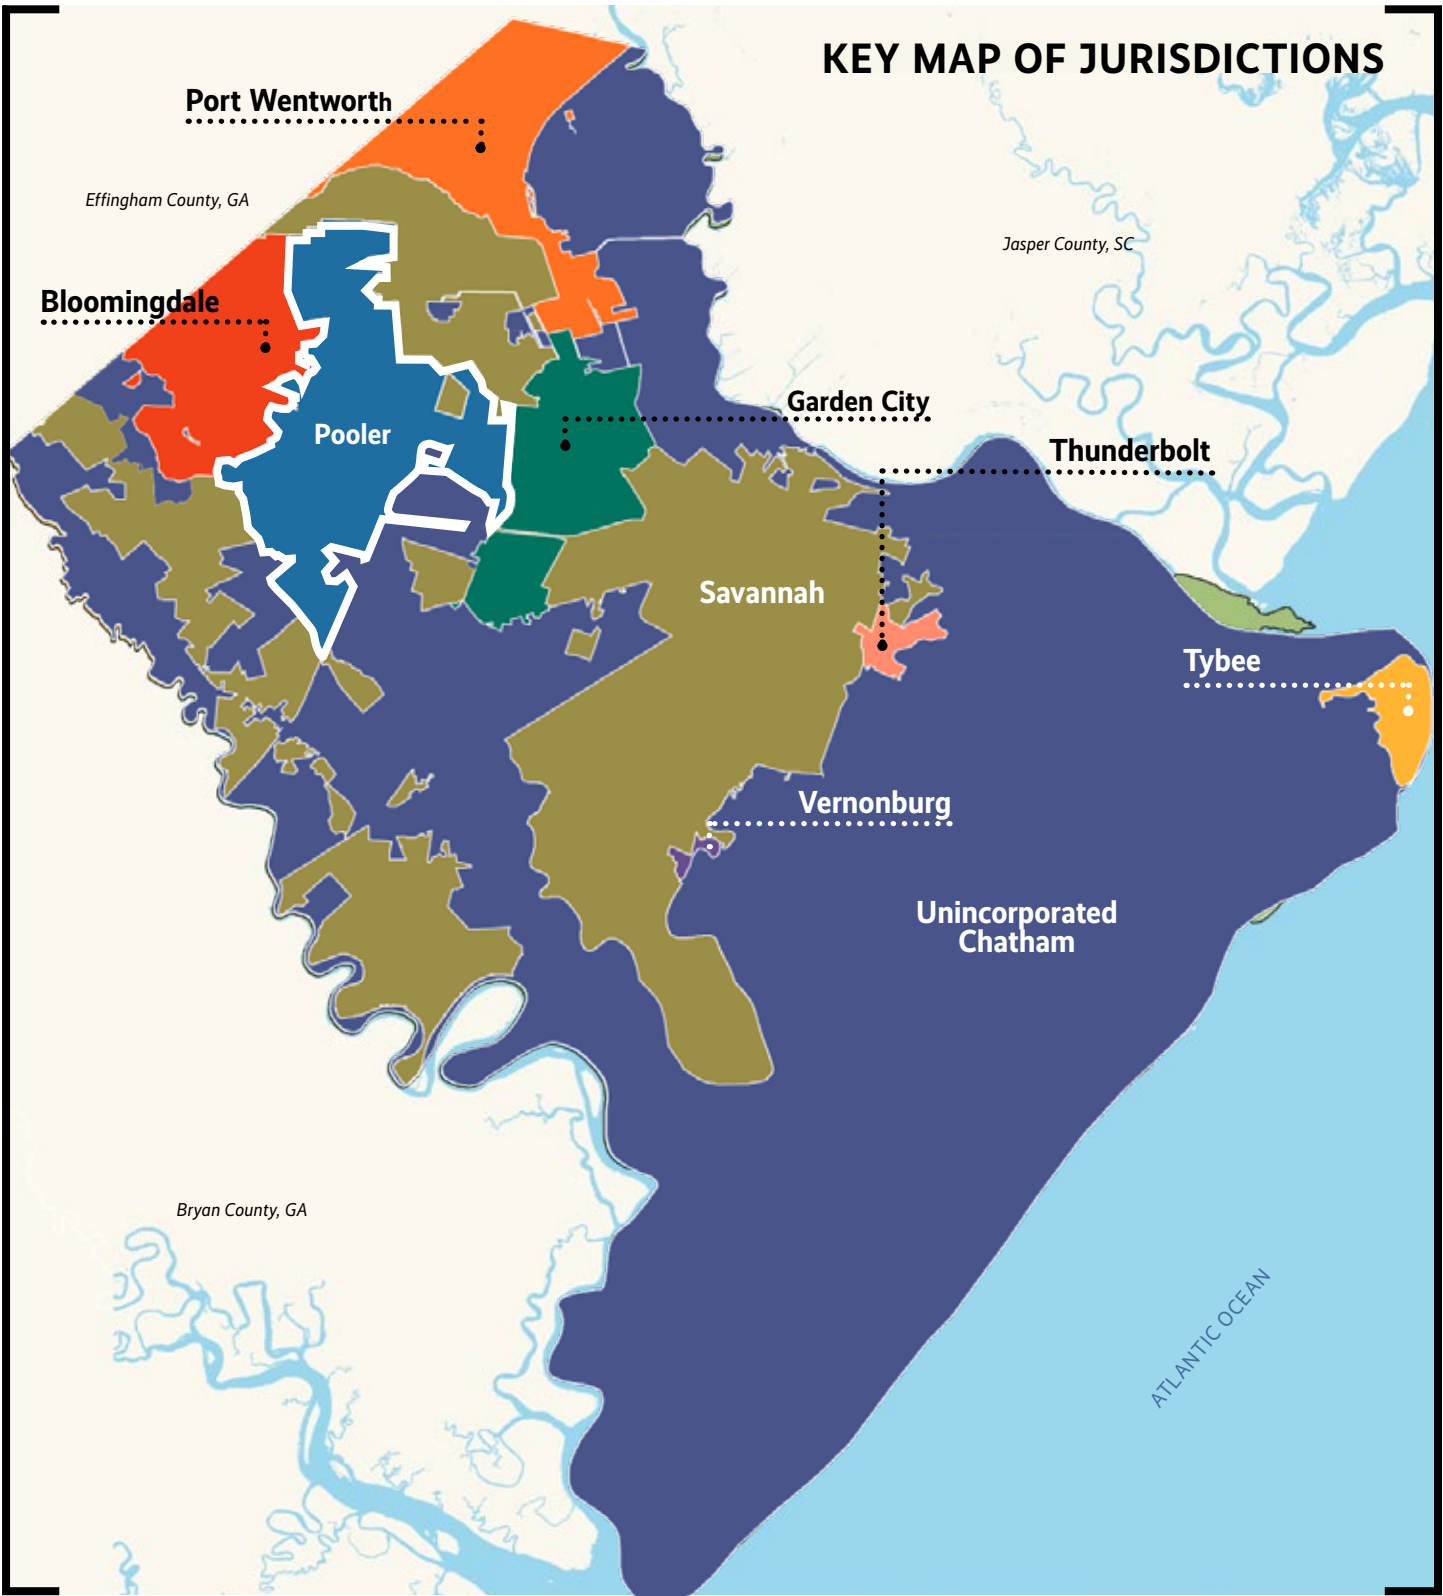 KEY MAP OF JURISDICTIONS
Port Wentworth
Effingham County, GA
Jasper County, SC
Bloomingdale
Garden City
Pooler
Thunderbolt
Savannah
Tybee
Vernonburg
Unincorporated
Chatham
Bryan County, GA
ATLANTIC OCEAN